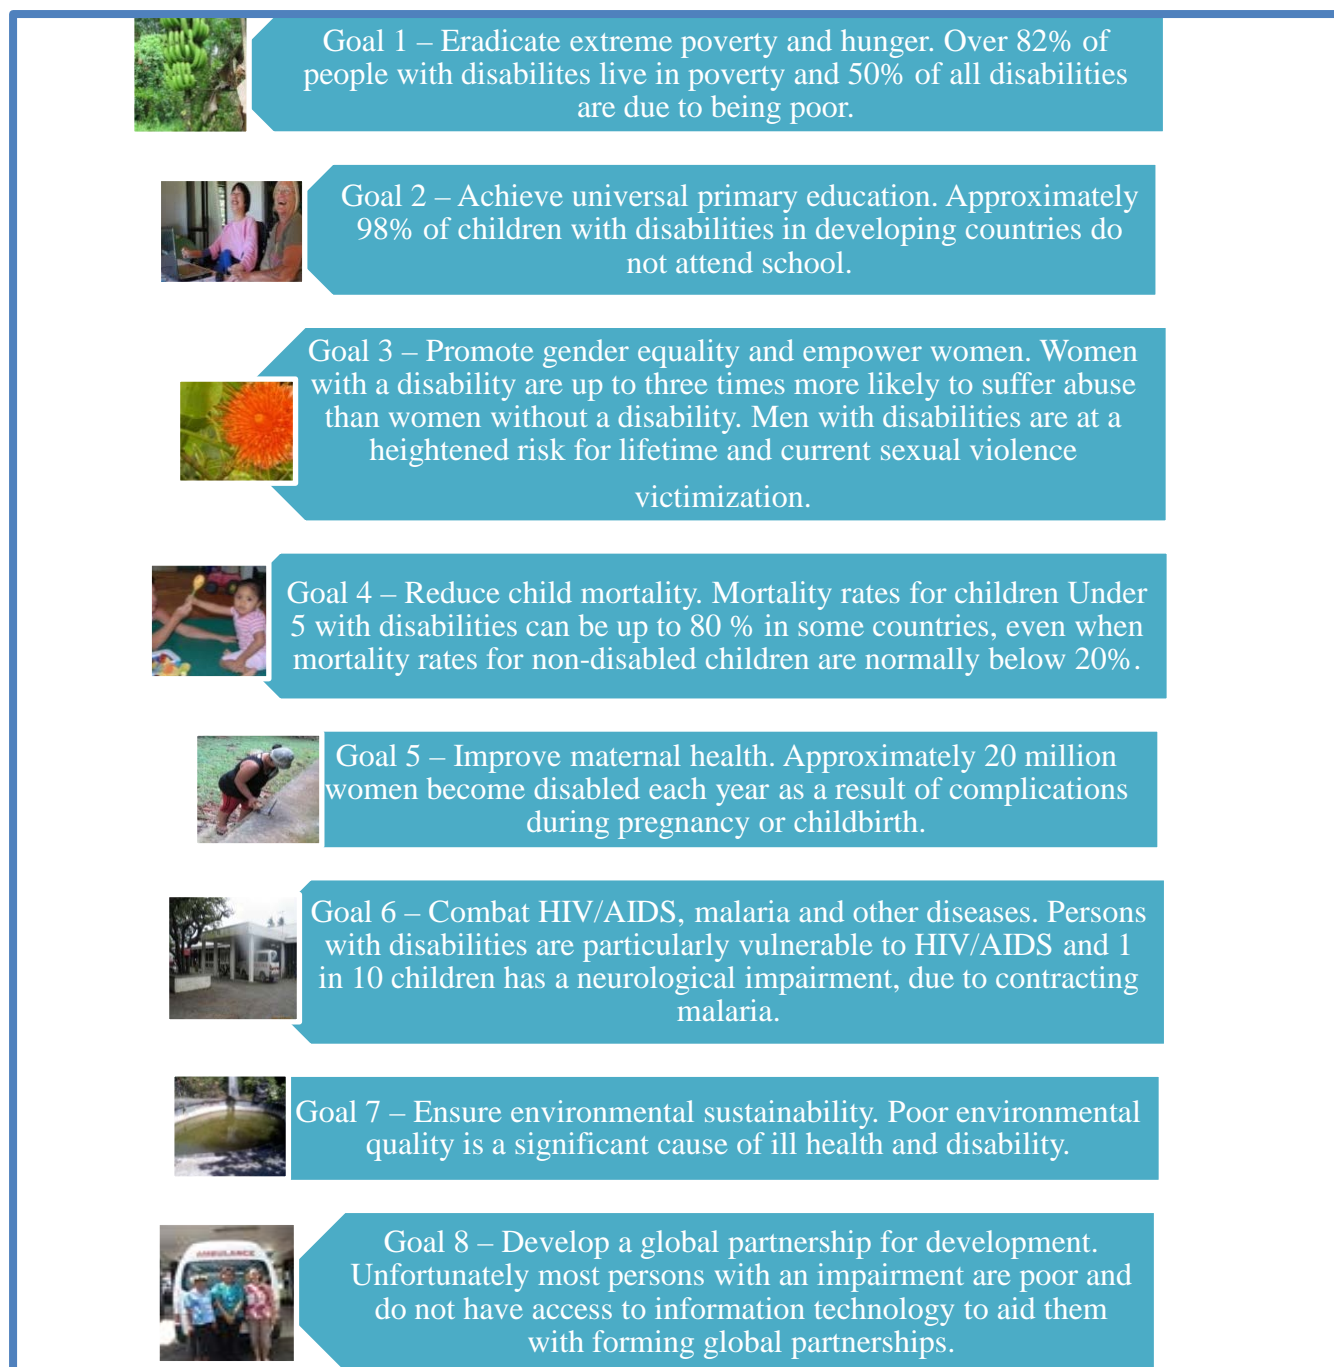 Goal 1 – Eradicate extreme poverty and hunger. Over 82% of
people with disabilites live in poverty and 50% of all disabilities
are due to being poor.
Goal 2 – Achieve universal primary education. Approximately
98% of children with disabilities in developing countries do
not attend school.
Goal 3 – Promote gender equality and empower women. Women
with a disability are up to three times more likely to suffer abuse
than women without a disability. Men with disabilities are at a
heightened risk for lifetime and current sexual violence
victimization.
Goal 4 – Reduce child mortality. Mortality rates for children Under
5 with disabilities can be up to 80 % in some countries, even when
mortality rates for non-disabled children are normally below 20%.
Goal 5 – Improve maternal health. Approximately 20 million
women become disabled each year as a result of complications
during pregnancy or childbirth.
Goal 6 – Combat HIV/AIDS, malaria and other diseases. Persons
with disabilities are particularly vulnerable to HIV/AIDS and 1
in 10 children has a neurological impairment, due to contracting
malaria.
Goal 7 – Ensure environmental sustainability. Poor environmental
quality is a significant cause of ill health and disability.
AMBULANCE
Goal 8 – Develop a global partnership for development.
Unfortunately most persons with an impairment are poor and
do not have access to information technology to aid them
with forming global partnerships.